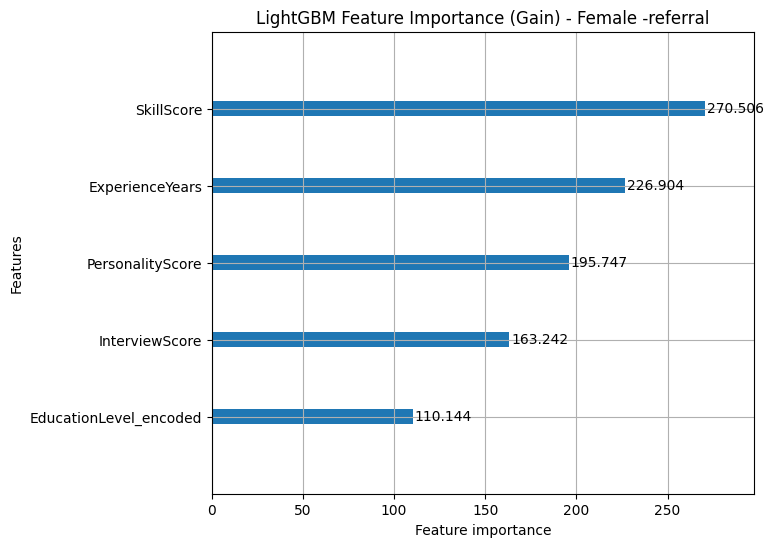 LightGBM Feature Importance (Gain) - Female -referral
SkillScore
270.506
ExperienceYears
226.904
PersonalityScore
195.747
InterviewScore
163.242
EducationLevel_encoded
110.144
Features
0
50
100
150
200
250
Feature importance